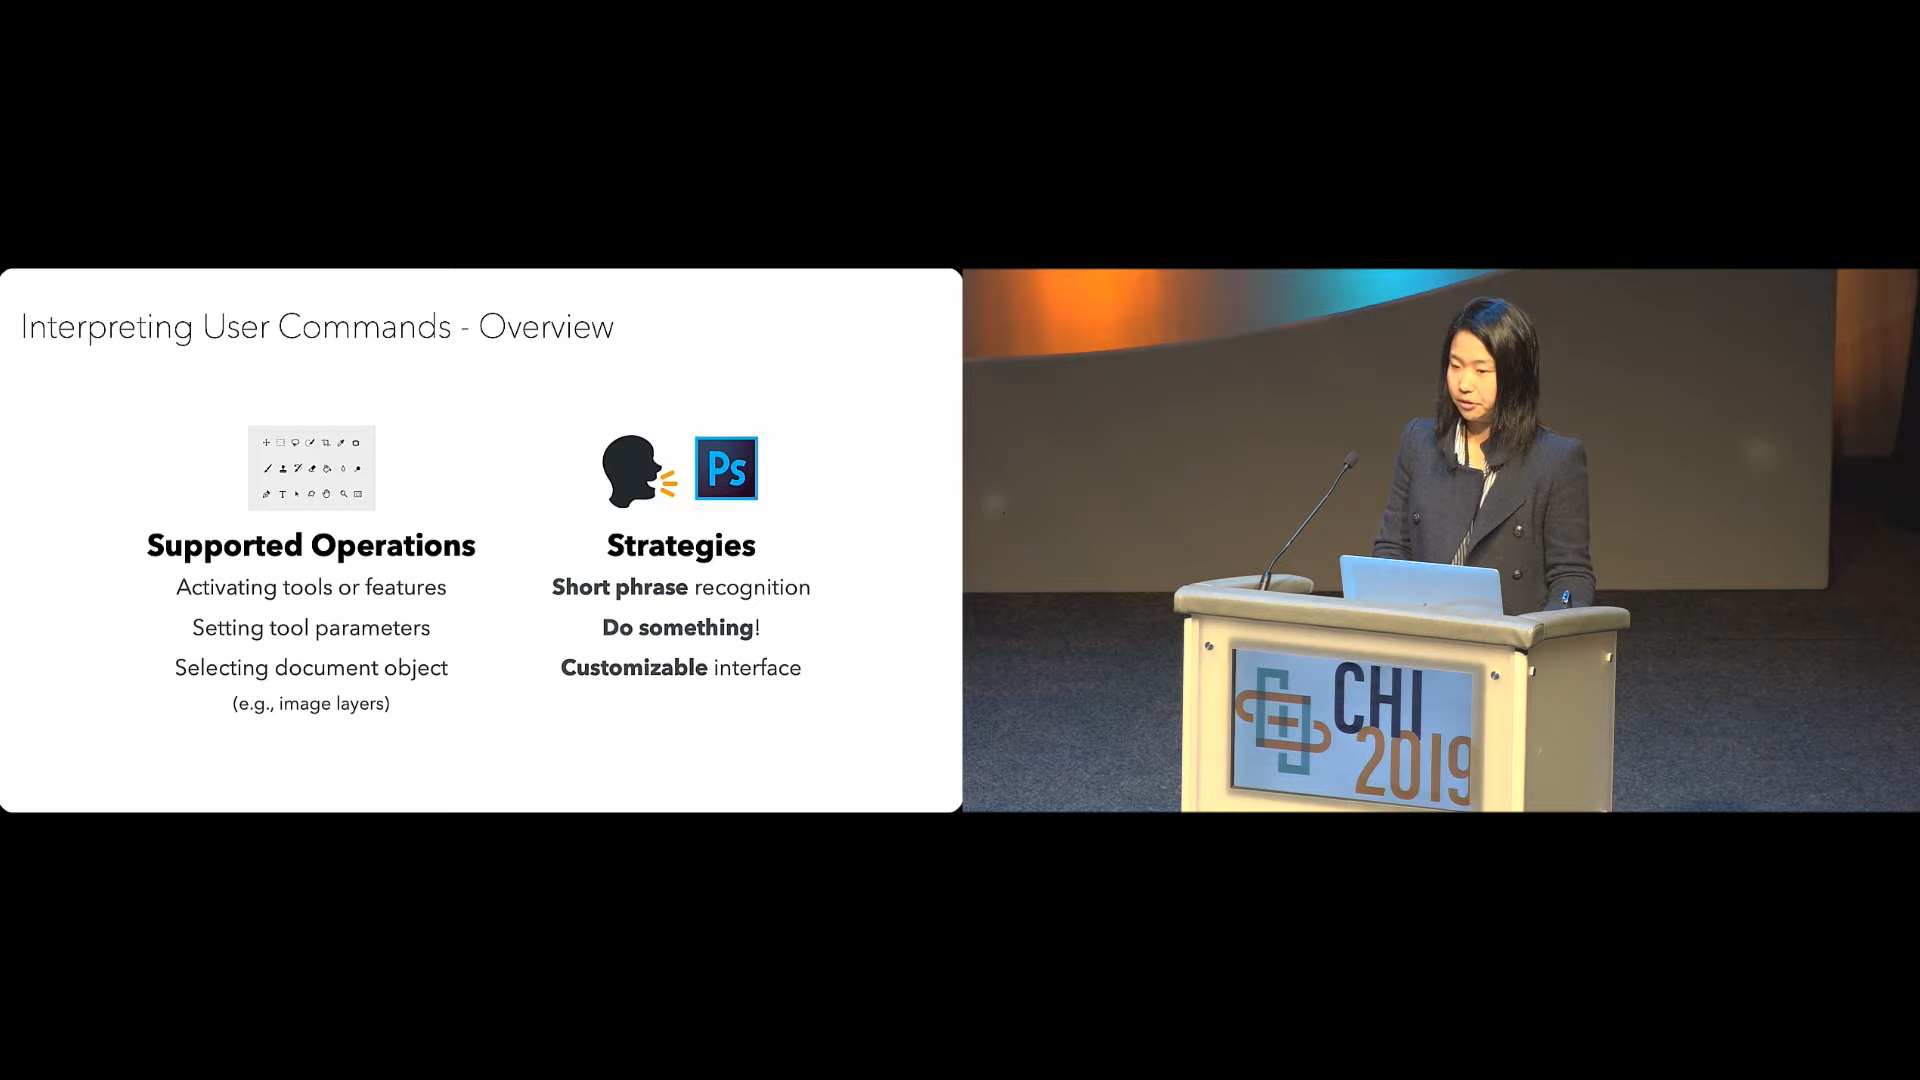 Interpreting User Commands - Overview
Ps
Supported Operations
Activating tools or features
Setting tool parameters
Selecting document object
(e.g., image layers)
Strategies
Short phrase recognition
Do something!
Customizable interface
CHI
2019